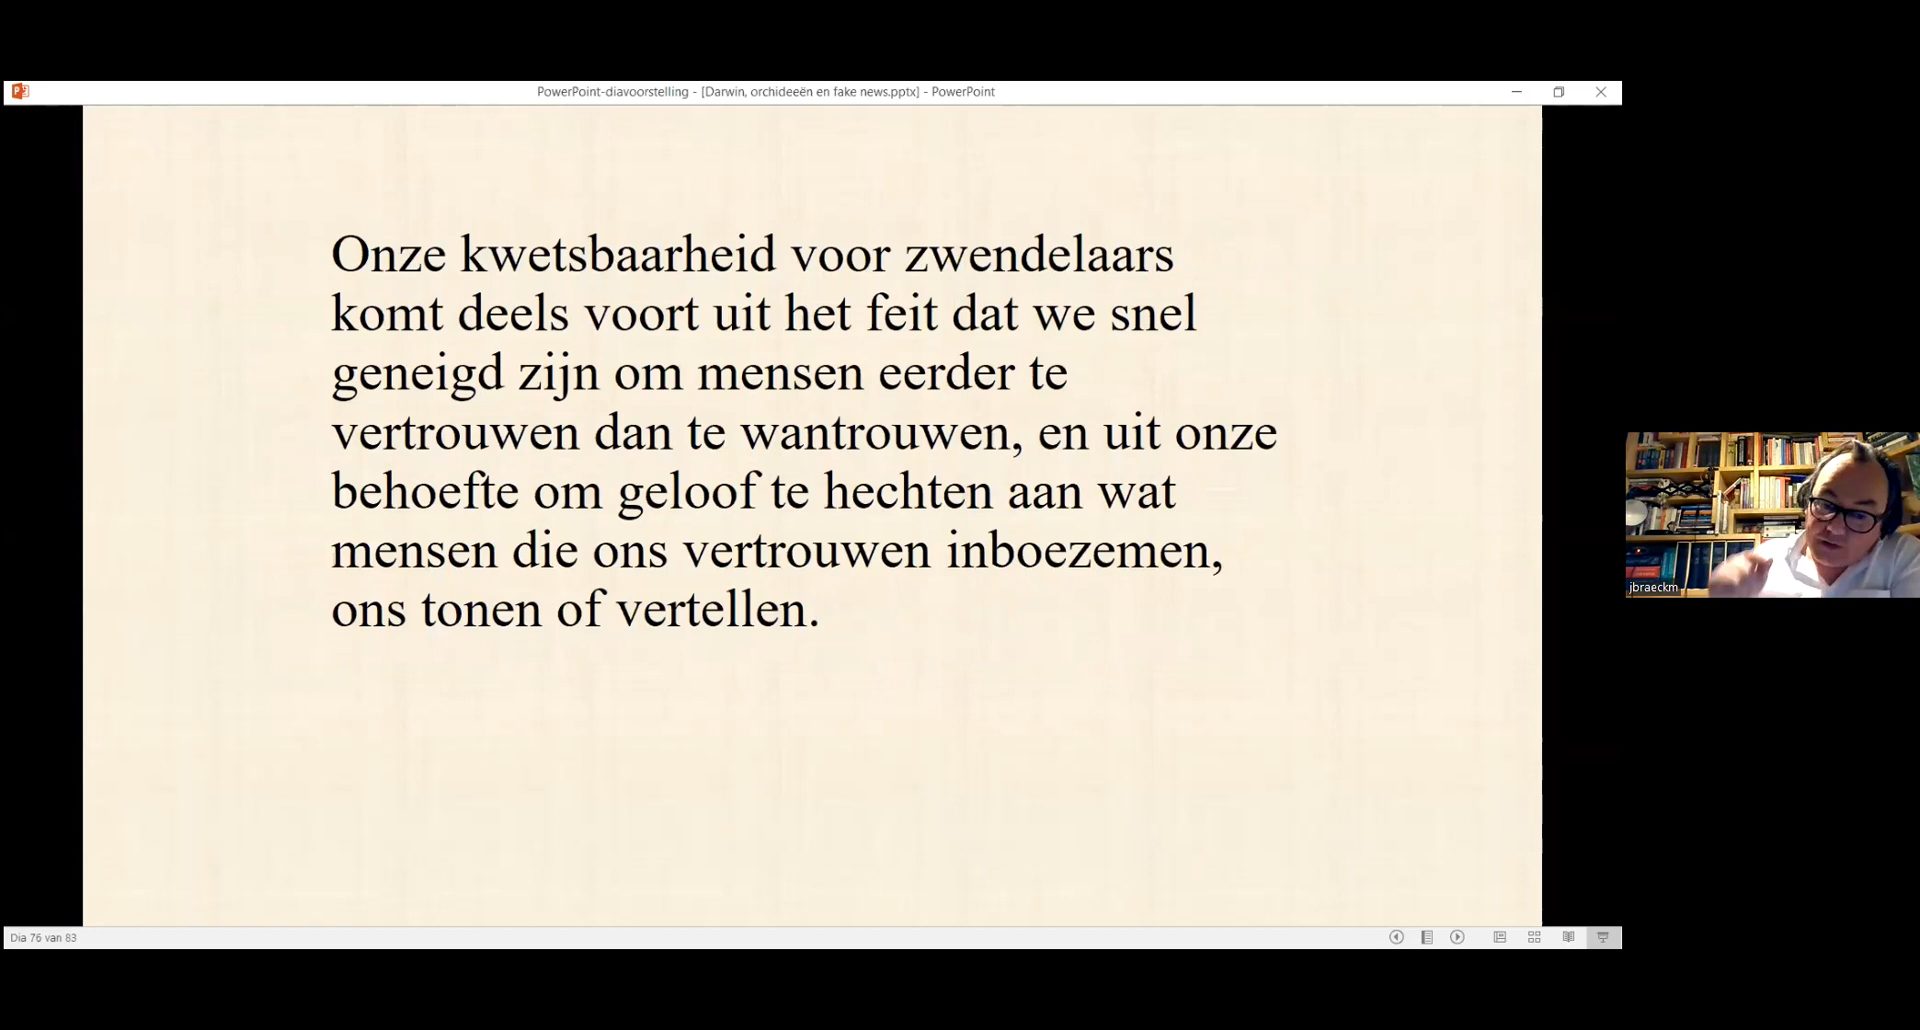 PowerPoint-diavoorstelling - [Darwin, orchideeën en fake news.pptx] - PowerPoint
Onze kwetsbaarheid voor zwendelaars
komt deels voort uit het feit dat we snel
geneigd zijn om mensen eerder te
vertrouwen dan te wantrouwen, en uit onze
behoefte om geloof te hechten aan wat
mensen die ons vertrouwen inboezemen,
ons tonen of vertellen.
jbraeckm
Dia 76 van 83